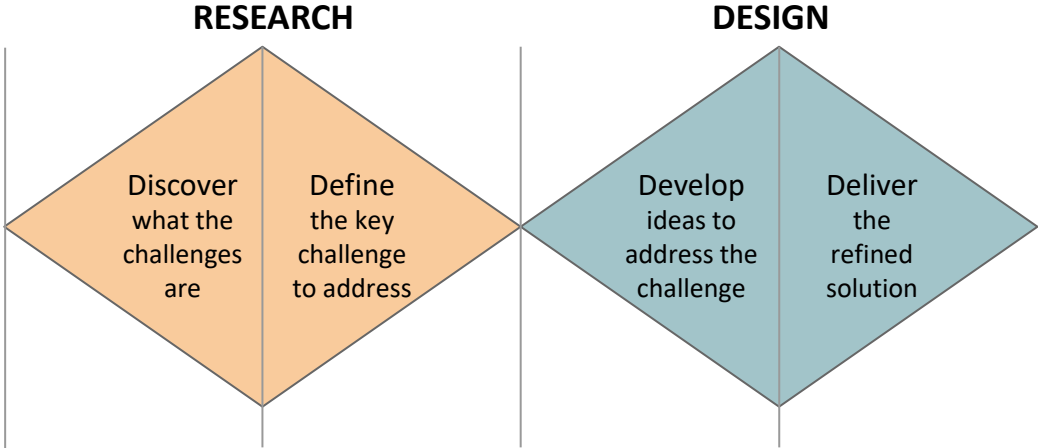 RESEARCH
DESIGN
Discover
what the
challenges
are
Define
the key
challenge
to address
Develop
ideas to
address the
challenge
Deliver
the
refined
solution